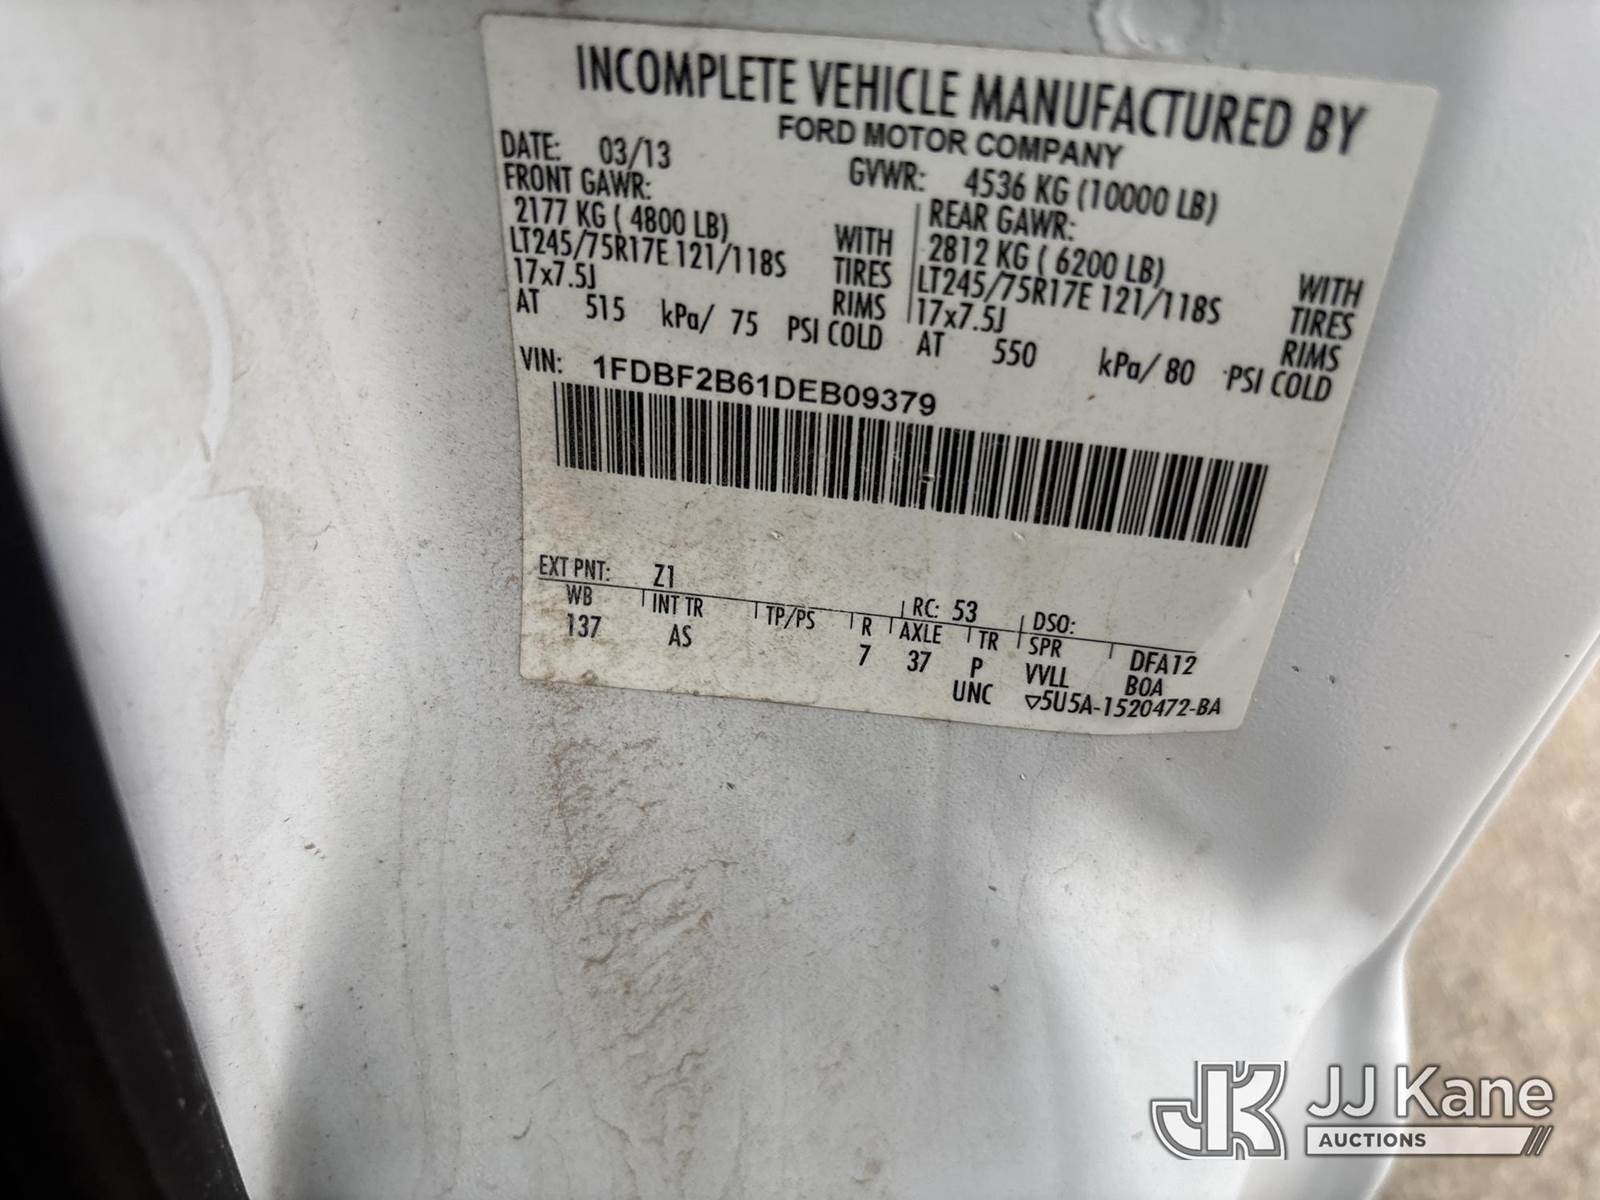 INCOMPLETE VEHICLE MANUFACTURED BY
FORD MOTOR COMPANY
DATE: 03/13 GVWR: 4536 KG (10000 LB)
FRONT GAWR: REAR GAWR:
2177 KG ( 4800 LB) WITH 2812 KG ( 6200 LB) WITH
LT245/75R17E 121/118S TIRES LT245/75R17E 121/118S TIRES
17x7.5J RIMS 17x7.5J RIMS
AT 515 kPa/ 75 PSI COLD AT 550 kPa/ 80 PSI COLD
VIN: 1FDBF2B61DEB09379
EXT PNT: Z1 RC: 53 DSO:
WB INT TR TP/PS R AXLE TR SPR DFA12
137 AS 7 37 P VVLL BOA
UNC ▽5U5A-1520472-BA
JK JJ Kane
AUCTIONS